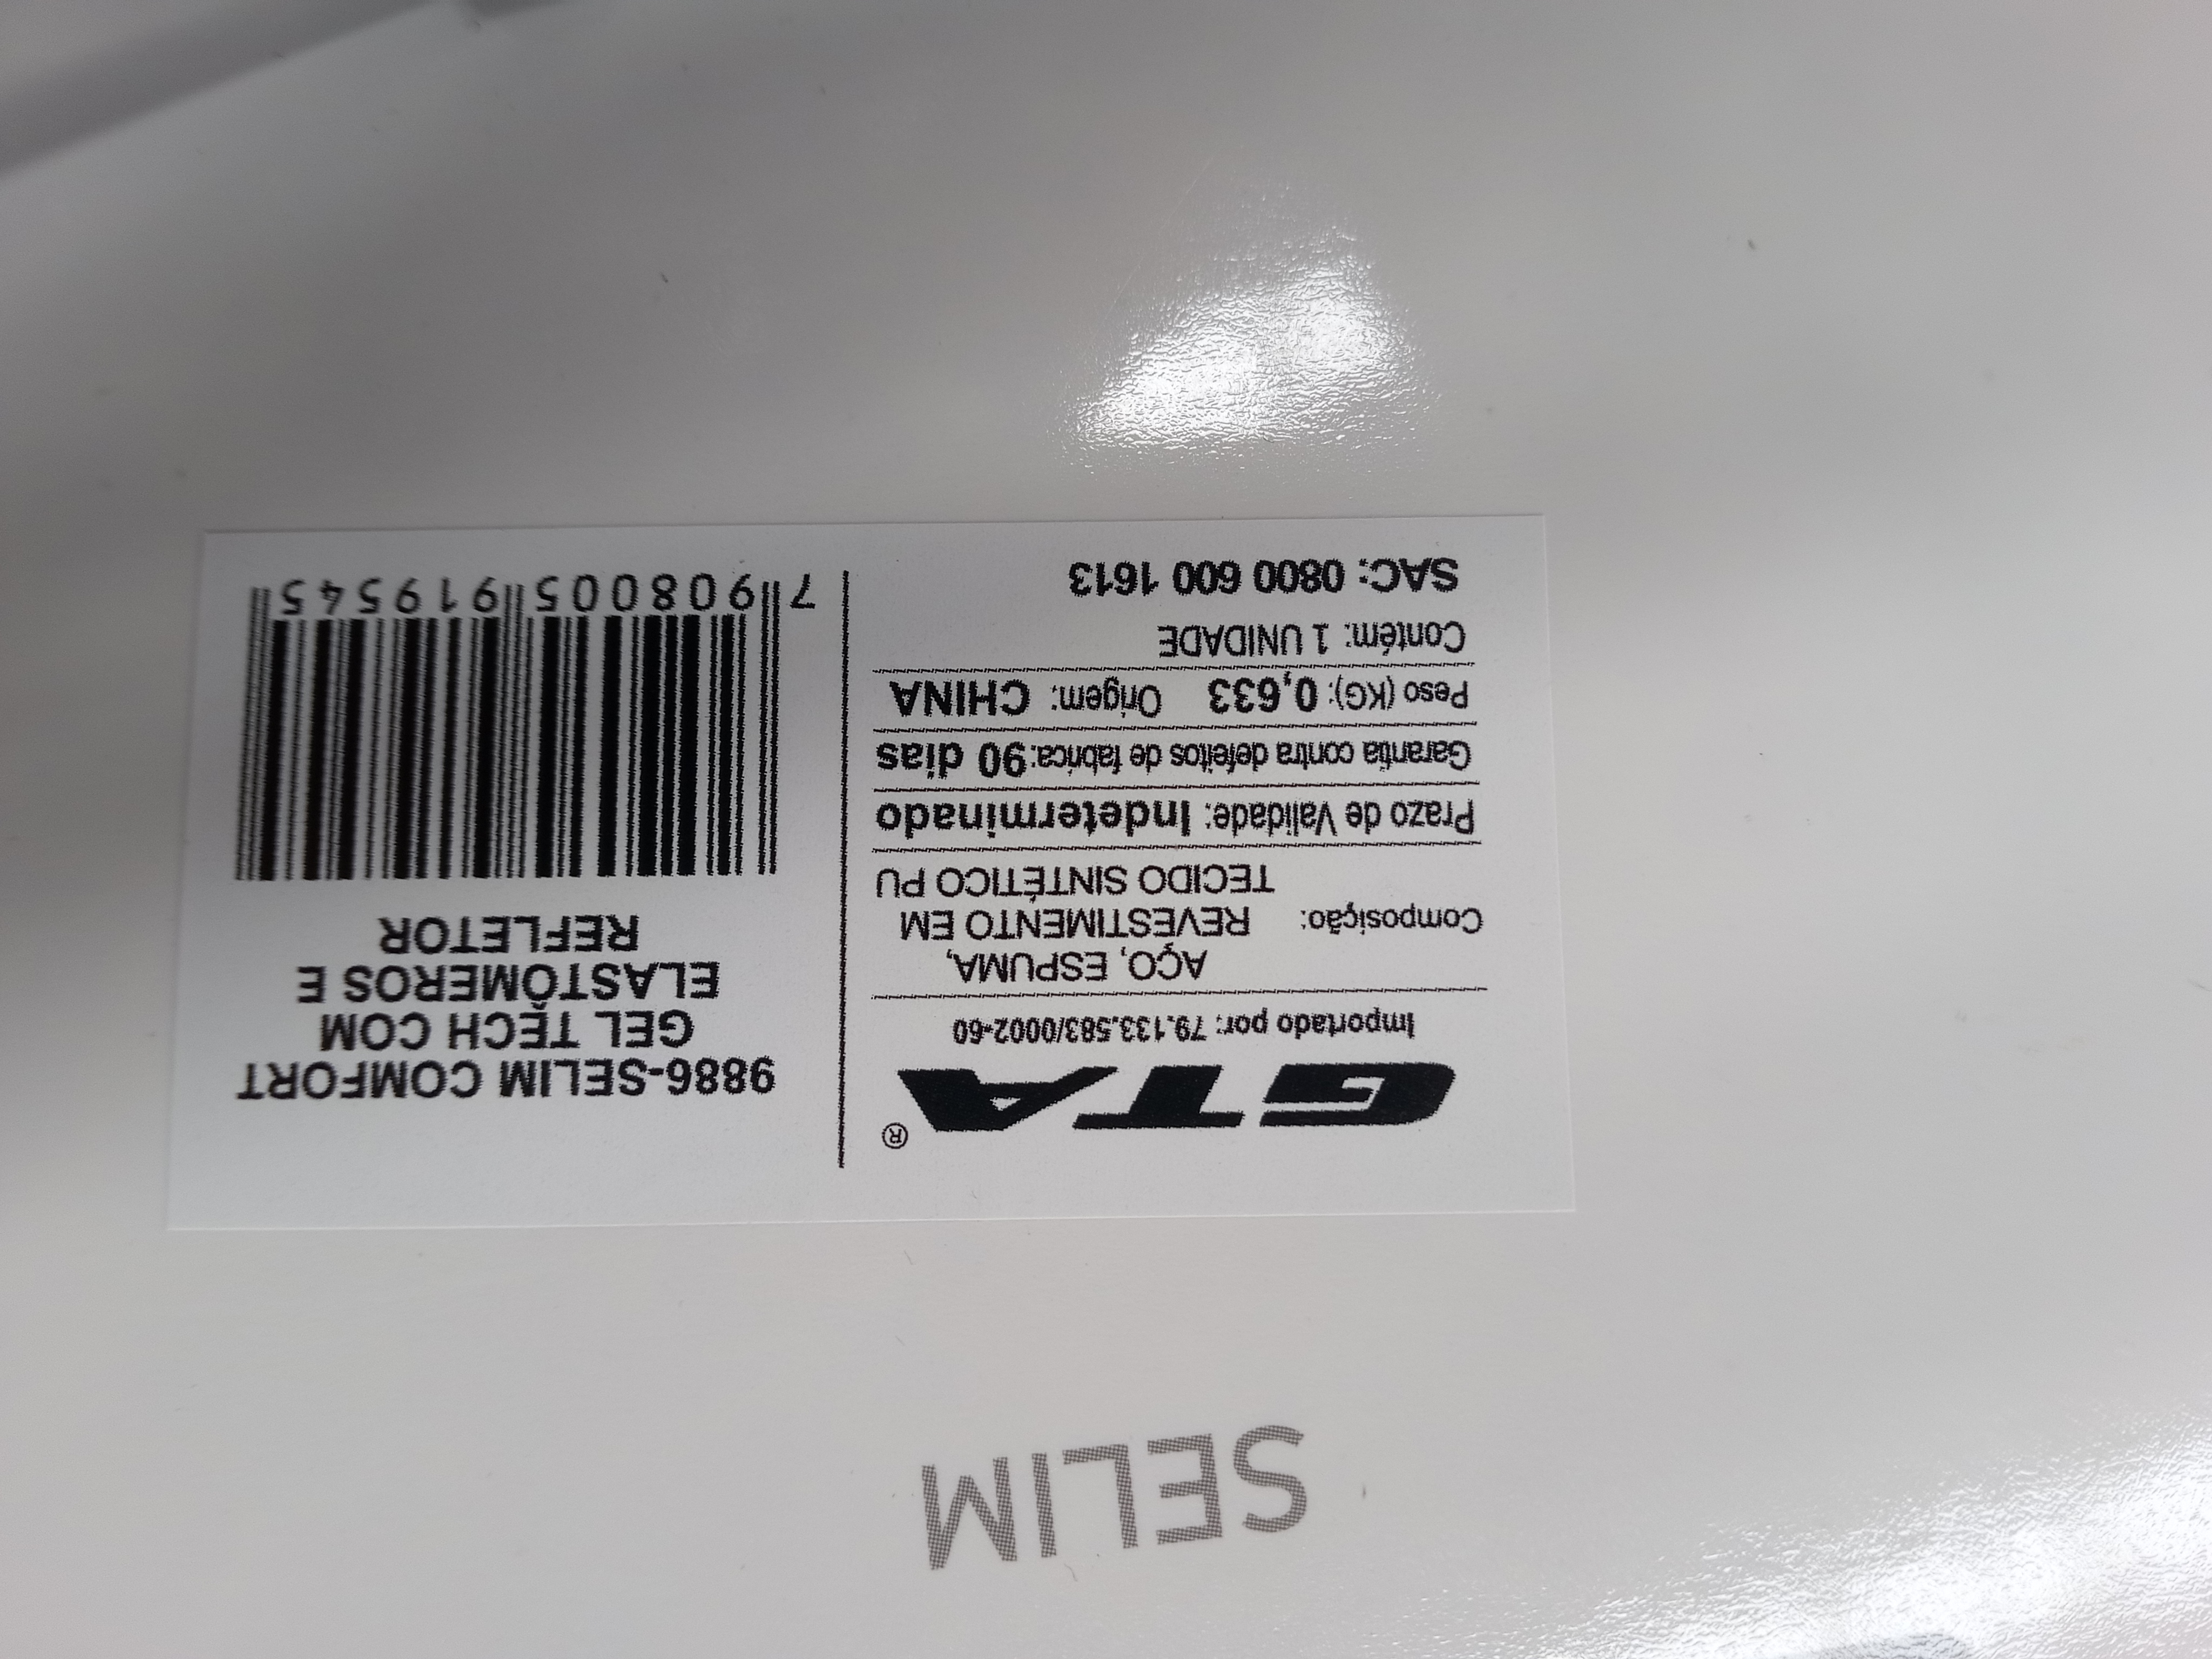 SELIM
GTA®
Importado por: 79.133.583/0002-60
Composição: AÇO, ESPUMA,
REVESTIMENTO EM
TECIDO SINTÉTICO PU
Prazo de Validade: Indeterminado
Garantia contra defeitos de fabrica: 90 dias
Peso (KG): 0,633 Origem: CHINA
Contém: 1 UNIDADE
SAC: 0800 600 1613
9886-SELIM COMFORT
GEL TECH COM
ELASTÔMEROS E
REFLETOR
7 908005 919545